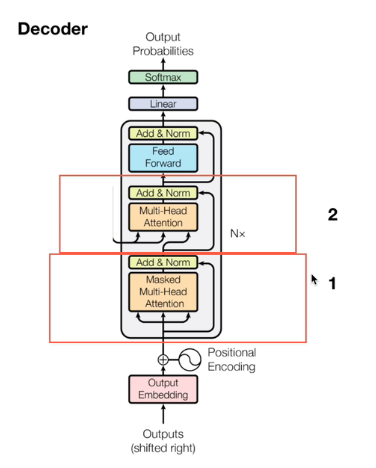 Decoder
Output
Probabilities
Softmax
Linear
Add & Norm
Feed
Forward
Add & Norm
Multi-Head
Attention
2
N×
Add & Norm
Masked
Multi-Head
Attention
1
Positional
Encoding
Output
Embedding
Outputs
(shifted right)